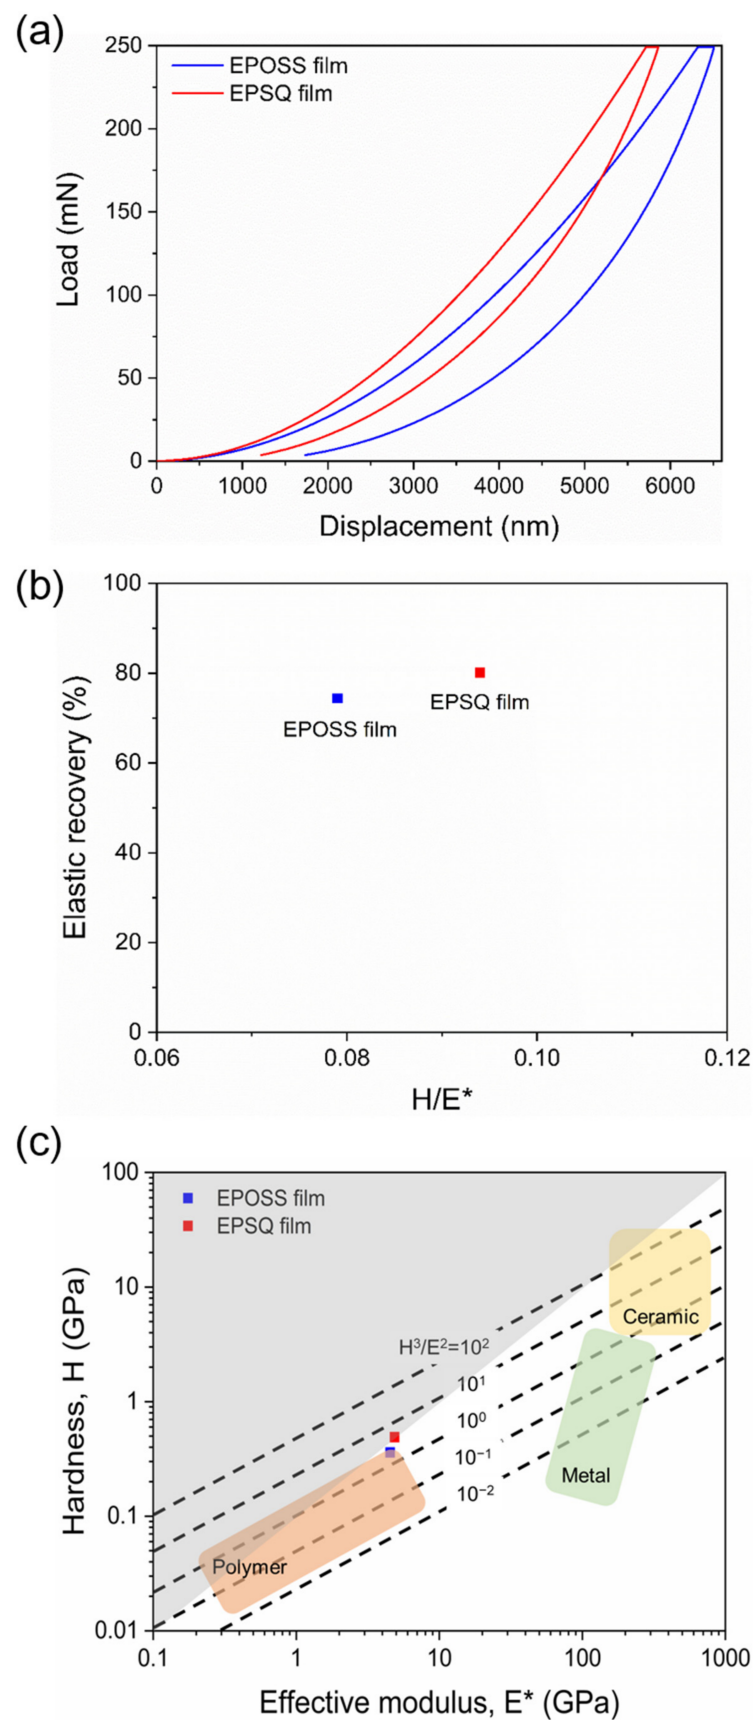 (a)
250
200
150
100
50
0
Load (mN)
EPOSS film
EPSQ film
0 1000 2000 3000 4000 5000 6000
Displacement (nm)
(b)
100
80
60
40
20
0
Elastic recovery (%)
EPOSS film
EPSQ film
0.06 0.08 0.10 0.12
H/E*
(c)
100
10
1
0.1
0.01
Hardness, H (GPa)
EPOSS film
EPSQ film
H³/E²=10²
10¹
10⁰
10⁻¹
10⁻²
Ceramic
Metal
Polymer
0.1 1 10 100 1000
Effective modulus, E* (GPa)